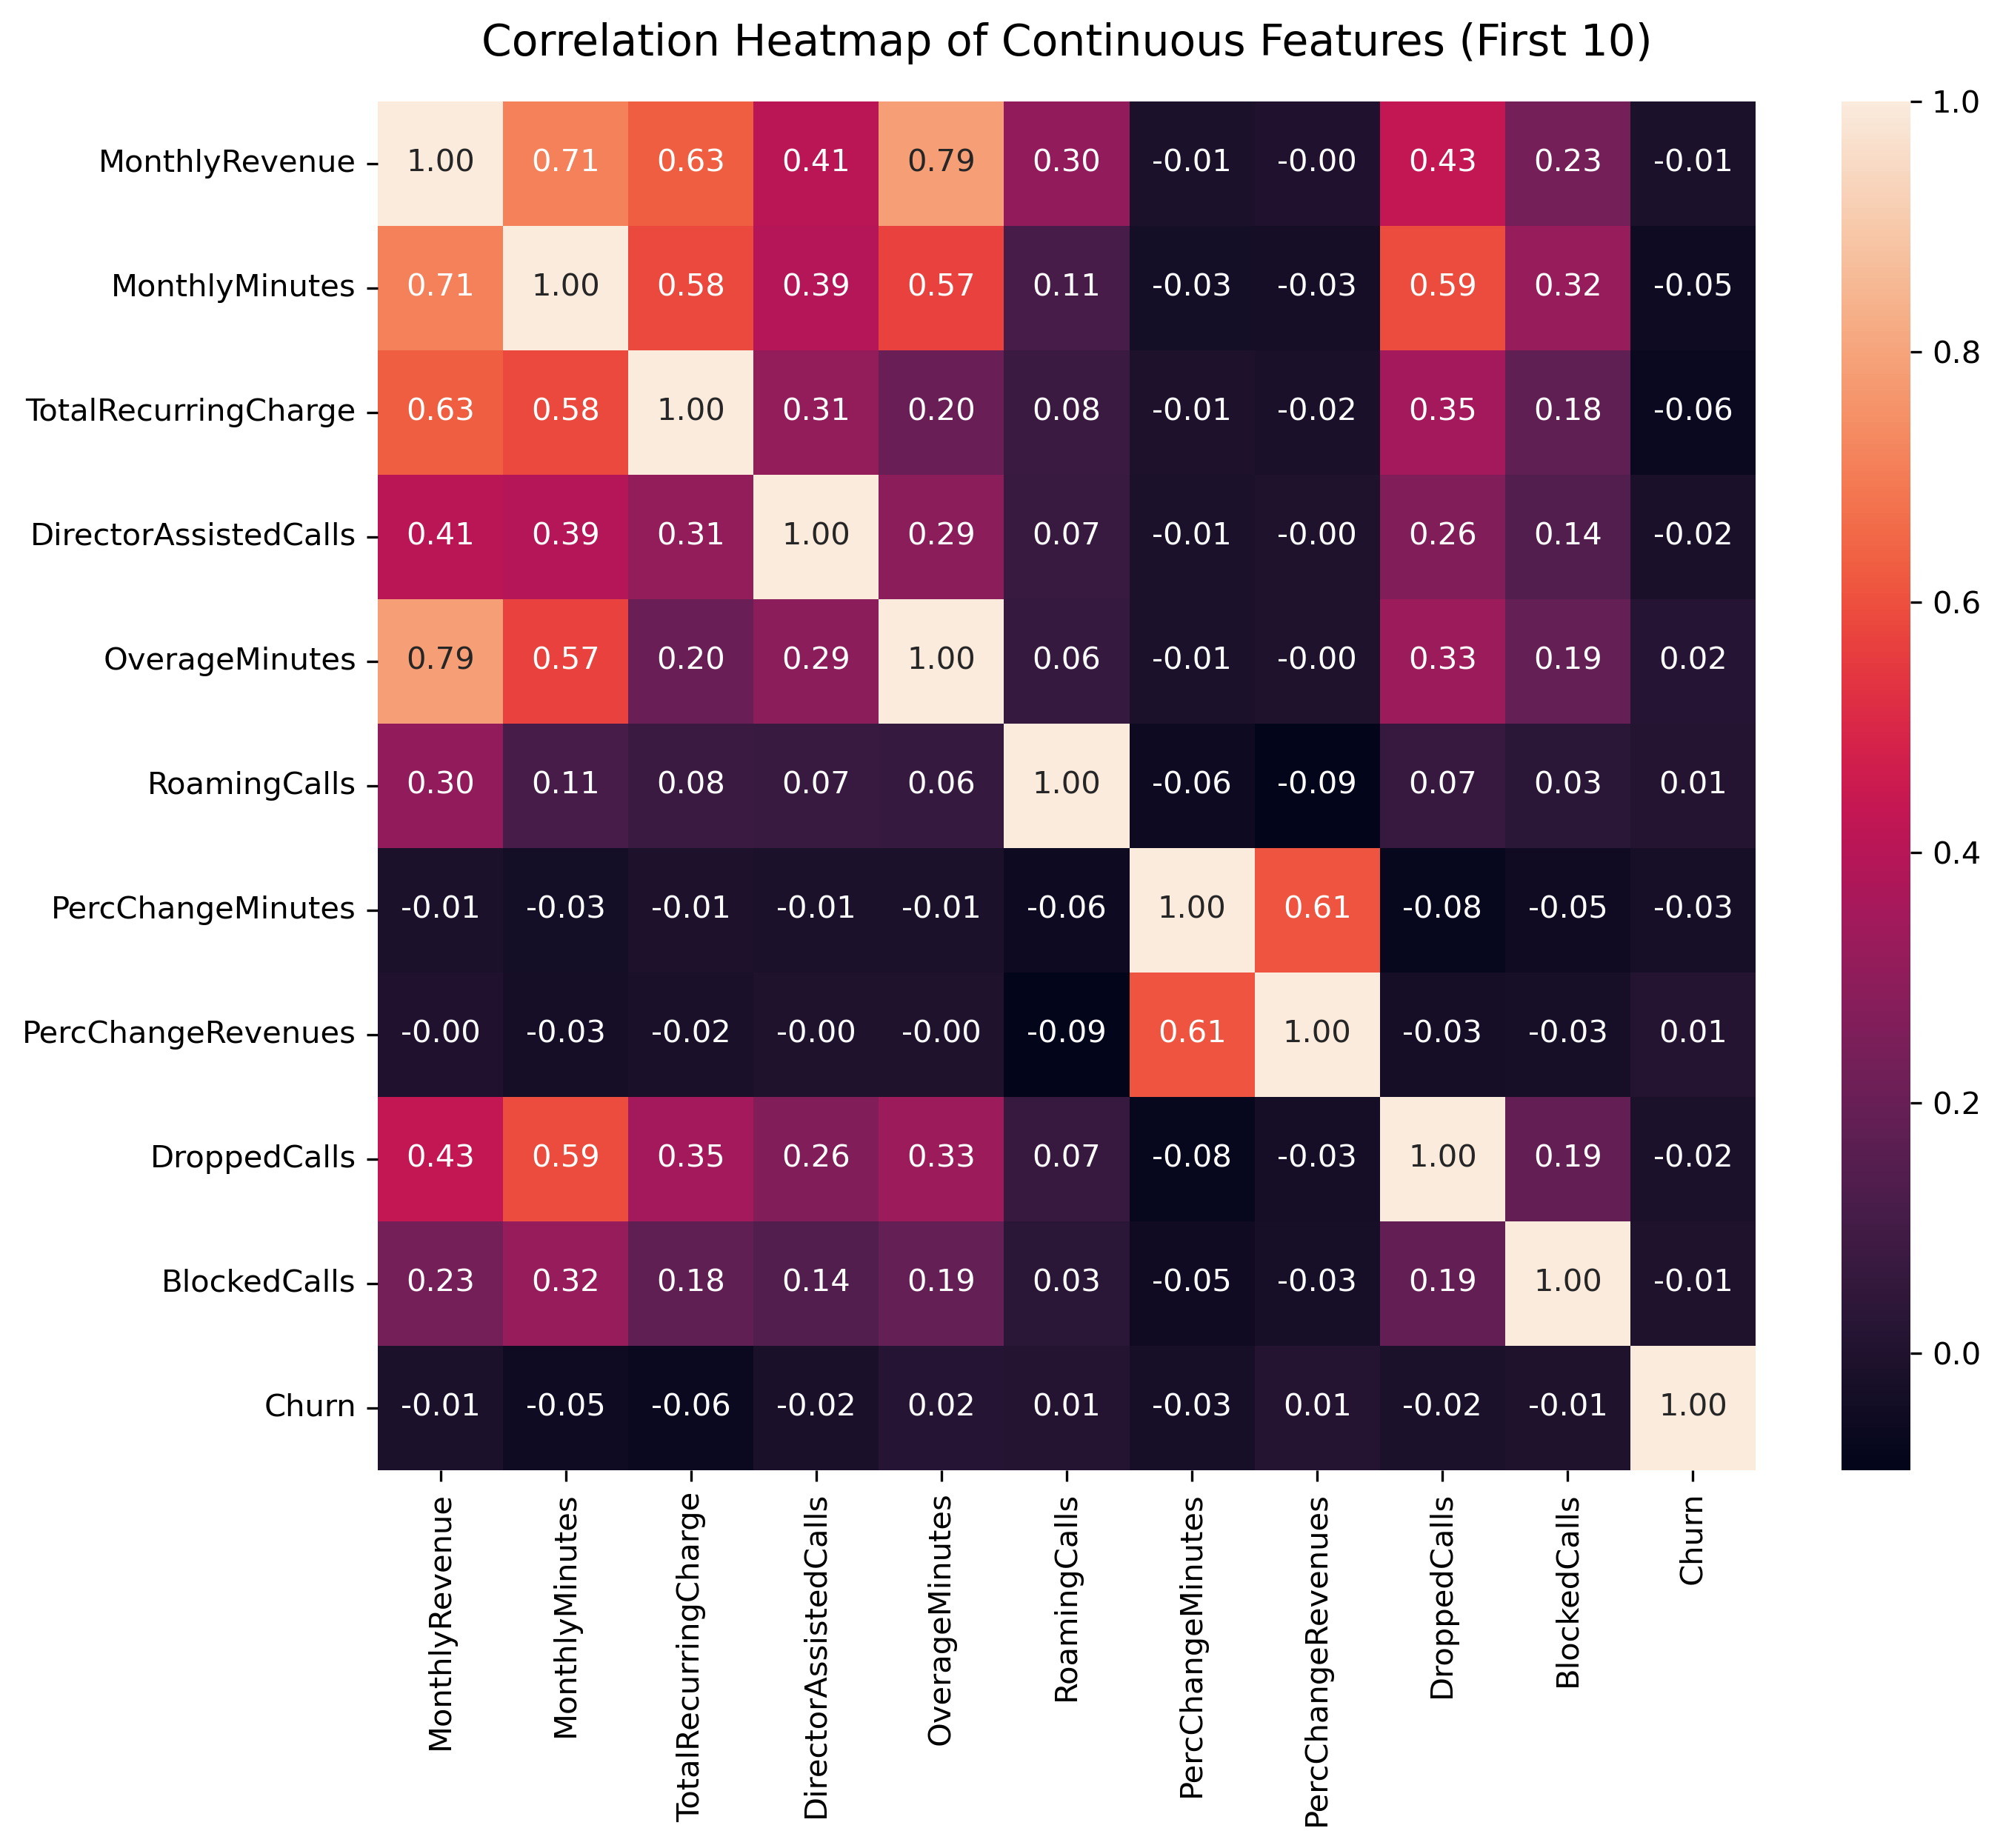 Correlation Heatmap of Continuous Features (First 10)
MonthlyRevenue 1.00 0.71 0.63 0.41 0.79 0.30 -0.01 -0.00 0.43 0.23 -0.01
MonthlyMinutes 0.71 1.00 0.58 0.39 0.57 0.11 -0.03 -0.03 0.59 0.32 -0.05
TotalRecurringCharge 0.63 0.58 1.00 0.31 0.20 0.08 -0.01 -0.02 0.35 0.18 -0.06
DirectorAssistedCalls 0.41 0.39 0.31 1.00 0.29 0.07 -0.01 -0.00 0.26 0.14 -0.02
OverageMinutes 0.79 0.57 0.20 0.29 1.00 0.06 -0.01 -0.00 0.33 0.19 0.02
RoamingCalls 0.30 0.11 0.08 0.07 0.06 1.00 -0.06 -0.09 0.07 0.03 0.01
PercChangeMinutes -0.01 -0.03 -0.01 -0.01 -0.01 -0.06 1.00 0.61 -0.08 -0.05 -0.03
PercChangeRevenues -0.00 -0.03 -0.02 -0.00 -0.00 -0.09 0.61 1.00 -0.03 -0.03 0.01
DroppedCalls 0.43 0.59 0.35 0.26 0.33 0.07 -0.08 -0.03 1.00 0.19 -0.02
BlockedCalls 0.23 0.32 0.18 0.14 0.19 0.03 -0.05 -0.03 0.19 1.00 -0.01
Churn -0.01 -0.05 -0.06 -0.02 0.02 0.01 -0.03 0.01 -0.02 -0.01 1.00
MonthlyRevenue
MonthlyMinutes
TotalRecurringCharge
DirectorAssistedCalls
OverageMinutes
RoamingCalls
PercChangeMinutes
PercChangeRevenues
DroppedCalls
BlockedCalls
Churn
1.0
0.8
0.6
0.4
0.2
0.0